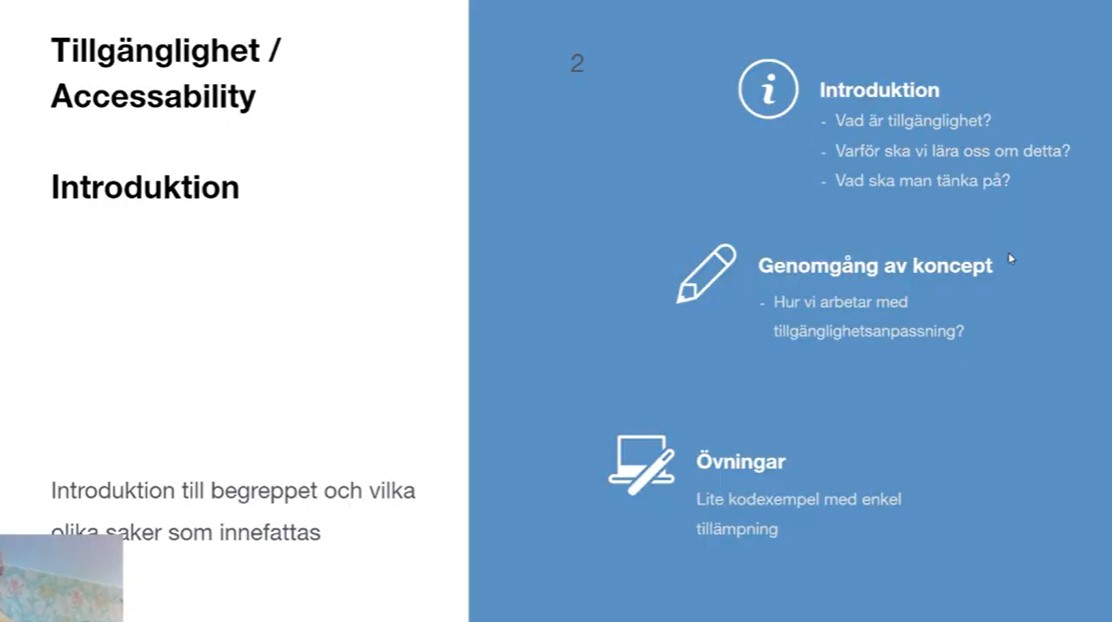 Tillgänglighet /
Accessability
Introduktion
Introduktion till begreppet och vilka
olika saker som innefattas
2
Introduktion
- Vad är tillgänglighet?
- Varför ska vi lära oss om detta?
- Vad ska man tänka på?
Genomgång av koncept
- Hur vi arbetar med
tillgänglighetsanpassning?
Övningar
Lite kodexempel med enkel
tillämpning